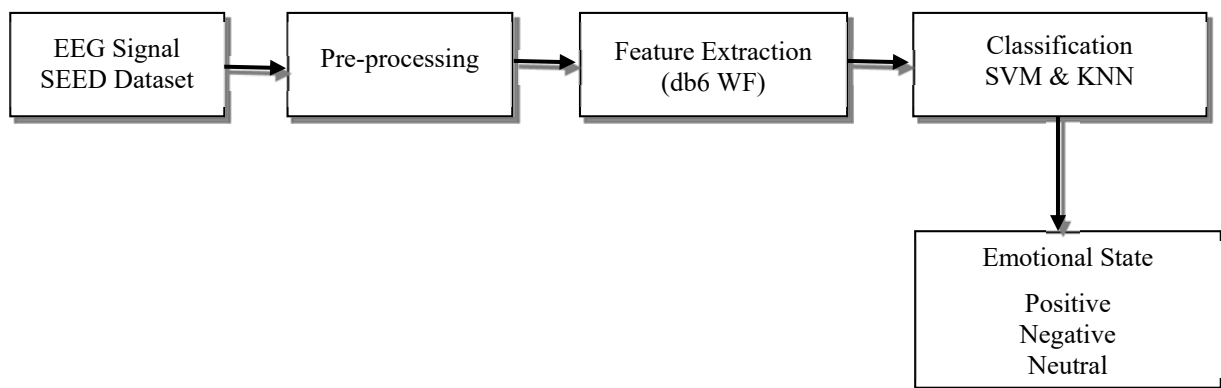 EEG Signal
SEED Dataset
Pre-processing
Feature Extraction
(db6 WF)
Classification
SVM & KNN
Emotional State
Positive
Negative
Neutral